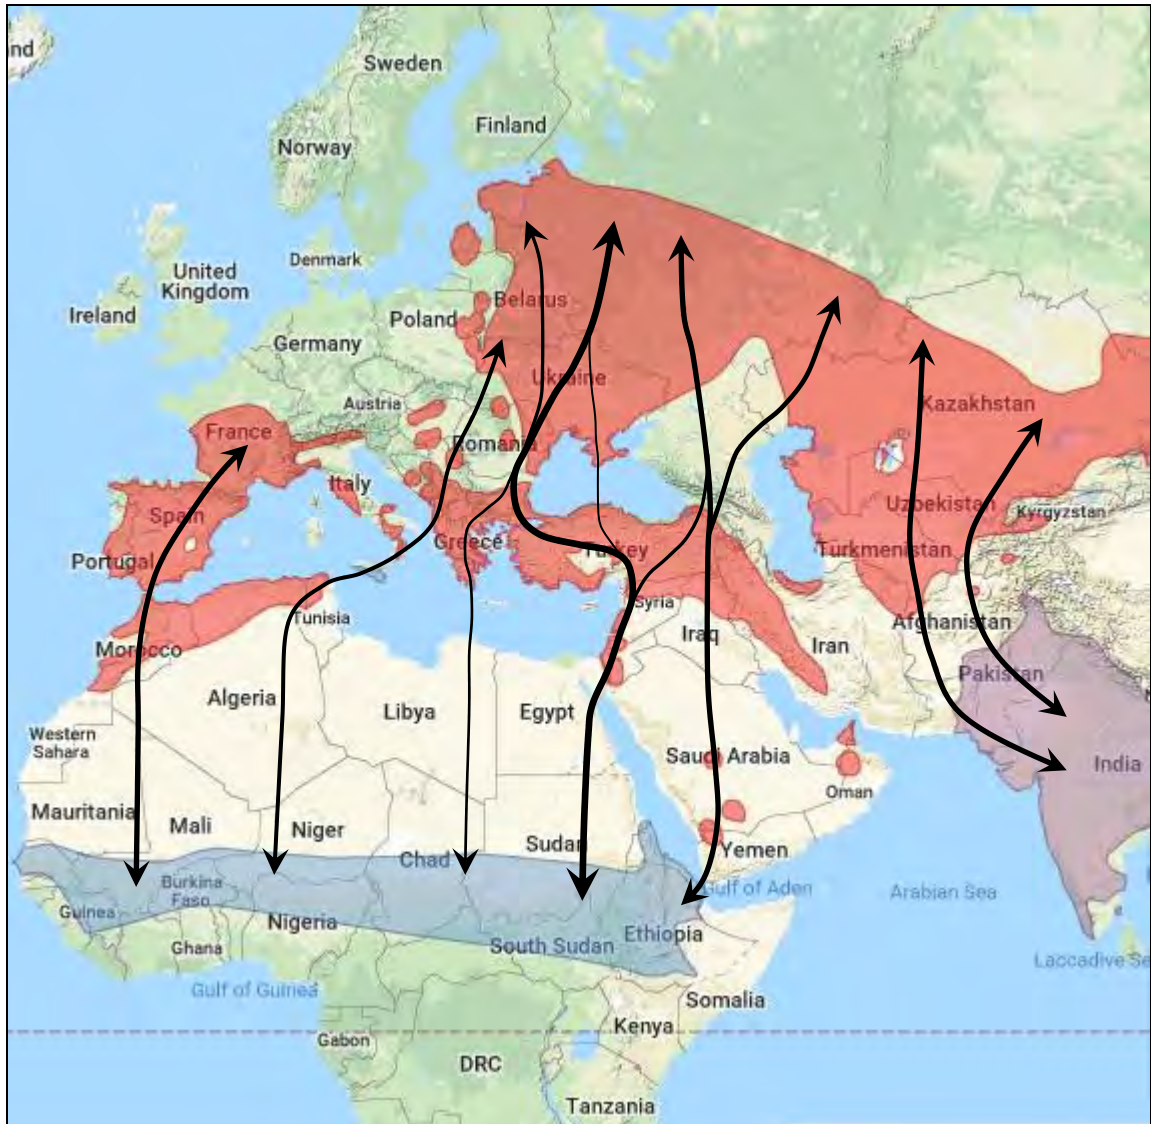 nd
Sweden
Finland
Norway
Denmark
United
Kingdom
Ireland
Belarus
Poland
Germany
Ukraine
Austria
Kazakhstan
France
Romania
Italy
Spain
Uzbekistan
Kyrgyzstan
Greece
Turkey
Turkmenistan
Portugal
Syria
Tunisia
Afghanistan
Iraq
Iran
Morocco
Pakistan
Algeria
Libya
Egypt
Western
Sahara
Saudi Arabia
India
Oman
Mauritania
Mali
Niger
Sudan
Yemen
Chad
Burkina
Faso
Gulf of Aden
Arabian Sea
Guinea
Nigeria
Ethiopia
South Sudan
Ghana
Laccadive Se
Gulf of Guinea
Somalia
Kenya
Gabon
DRC
Tanzania